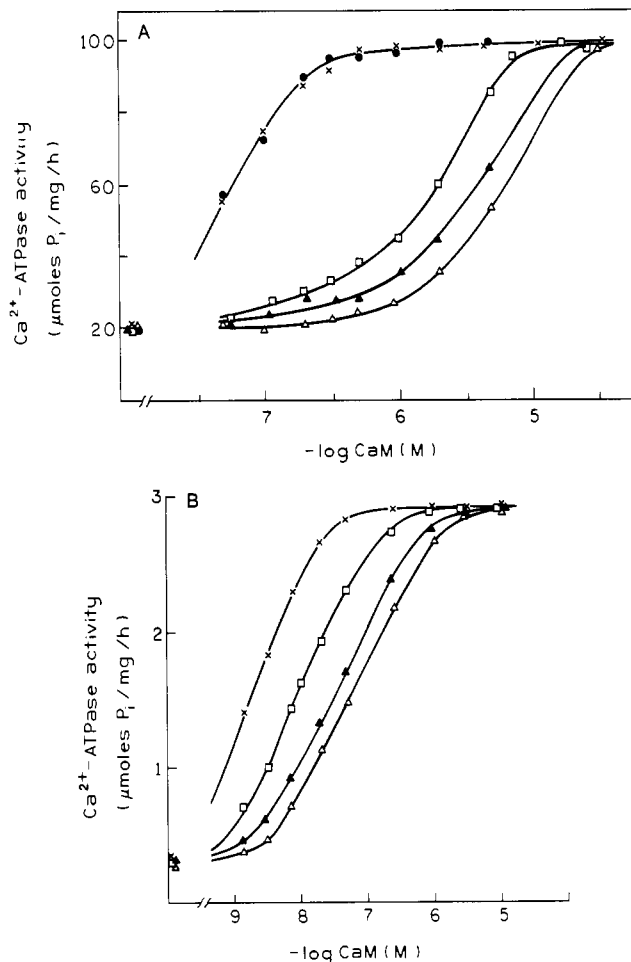 A
100
60
20
Ca²⁺-ATPase activity
(μmoles Pᵢ/mg/h)
7 6 5
-log CaM (M)
B
3
2
1
Ca²⁺-ATPase activity
(μmoles Pᵢ/mg/h)
9 8 7 6 5
-log CaM (M)